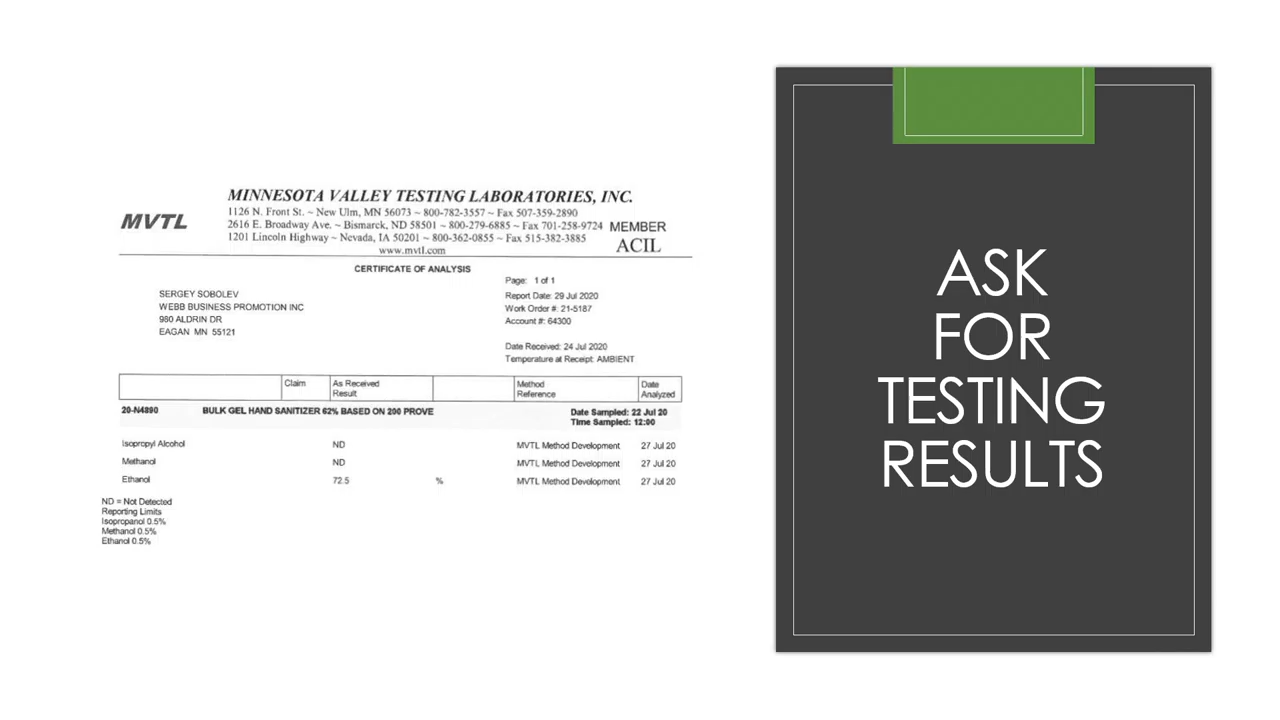 MVTL
MINNESOTA VALLEY TESTING LABORATORIES, INC.
1126 N. Front St. ~ New Ulm, MN 56073 ~ 800-782-3557 ~ Fax 507-359-2890
2616 E. Broadway Ave. ~ Bismarck, ND 58501 ~ 800-279-6885 ~ Fax 701-258-9724
1201 Lincoln Highway ~ Nevada, IA 50201 ~ 800-362-0855 ~ Fax 515-382-3885
www.mvtl.com
MEMBER
ACIL
CERTIFICATE OF ANALYSIS
SERGEY SOBOLEV
WEBB BUSINESS PROMOTION INC
980 ALDRIN DR
EAGAN MN 55121
Page: 1 of 1
Report Date: 29 Jul 2020
Work Order #: 21-5187
Account #: 64300
Date Received: 24 Jul 2020
Temperature at Receipt: AMBIENT
Claim As Received Result Method Reference Date Analyzed
20-N4890 BULK GEL HAND SANITIZER 62% BASED ON 200 PROVE Date Sampled: 22 Jul 20
Time Sampled: 12:00
Isopropyl Alcohol ND MVTL Method Development 27 Jul 20
Methanol ND MVTL Method Development 27 Jul 20
Ethanol 72.5 % MVTL Method Development 27 Jul 20
ND = Not Detected
Reporting Limits
Isopropanol 0.5%
Methanol 0.5%
Ethanol 0.5%
ASK
FOR
TESTING
RESULTS